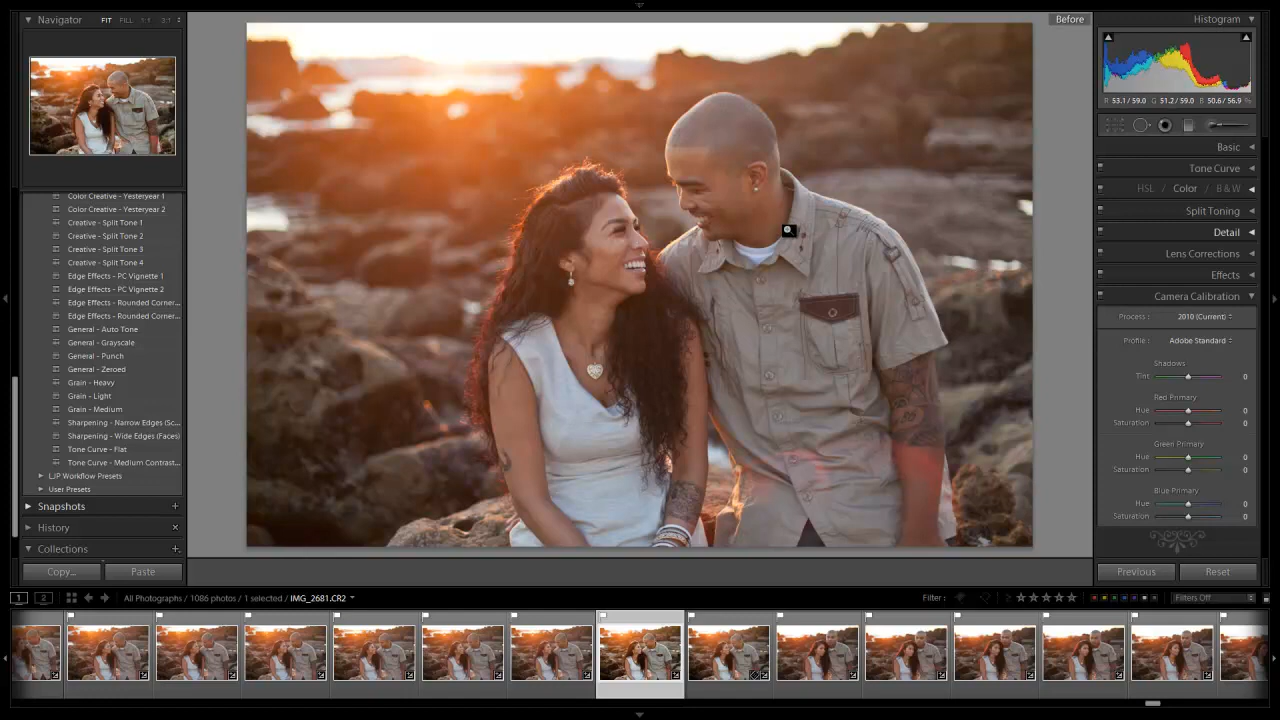 Navigator FIT FILL 1:1 3:1
Color Creative - Yesteryear 1
Color Creative - Yesteryear 2
Creative - Split Tone 1
Creative - Split Tone 2
Creative - Split Tone 3
Creative - Split Tone 4
Edge Effects - PC Vignette 1
Edge Effects - PC Vignette 2
Edge Effects - Rounded Corner...
Edge Effects - Rounded Corner...
General - Auto Tone
General - Grayscale
General - Punch
General - Zeroed
Grain - Heavy
Grain - Light
Grain - Medium
Sharpening - Narrow Edges (Sc...
Sharpening - Wide Edges (Faces)
Tone Curve - Flat
Tone Curve - Medium Contrast...
LJP Workflow Presets
User Presets
Snapshots +
History ×
Collections +
Copy... Paste
Before
Histogram
R 53.1 / 59.0 G 51.2 / 59.0 B 50.6 / 56.9 %
Basic
Tone Curve
HSL / Color / B & W
Split Toning
Detail
Lens Corrections
Effects
Camera Calibration
Process : 2010 (Current)
Profile : Adobe Standard
Shadows
Tint 0
Red Primary
Hue 0
Saturation 0
Green Primary
Hue 0
Saturation 0
Blue Primary
Hue 0
Saturation 0
Previous Reset
1 2 All Photographs / 1086 photos / 1 selected / IMG_2681.CR2 Filter : Filters Off